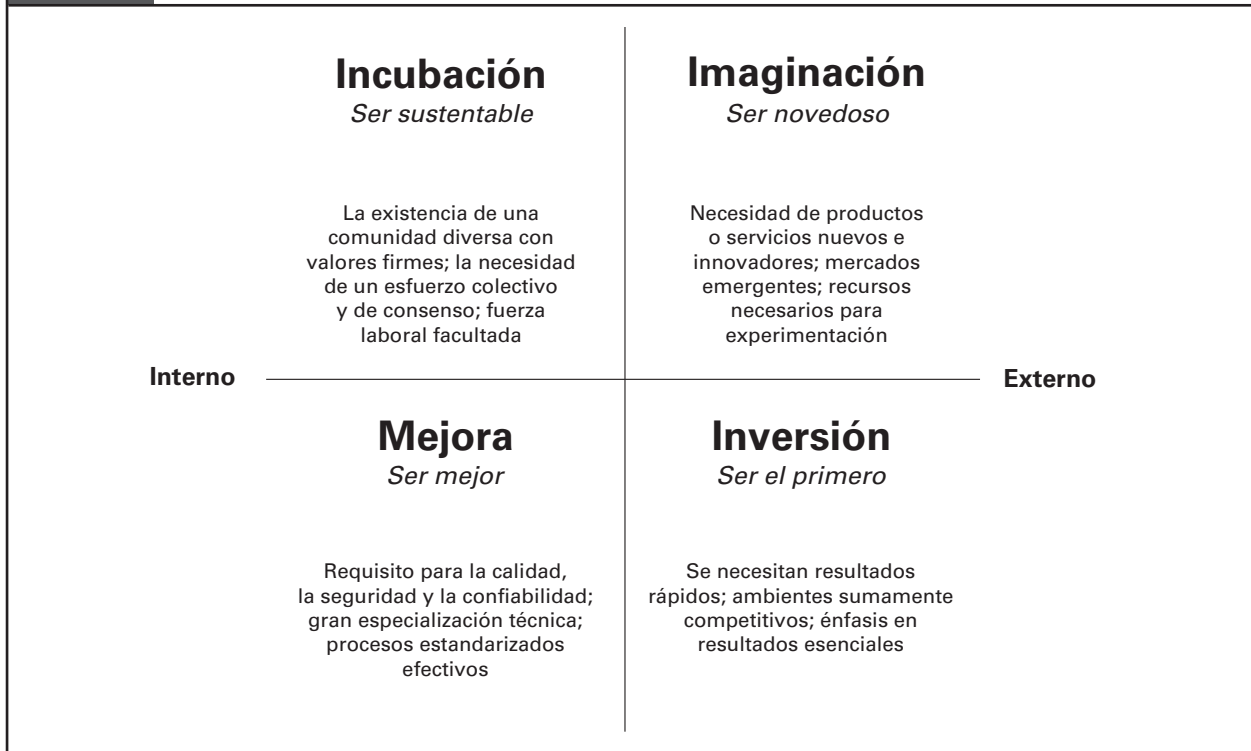 Incubación
Ser sustentable
La existencia de una
comunidad diversa con
valores firmes; la necesidad
de un esfuerzo colectivo
y de consenso; fuerza
laboral facultada
Imaginación
Ser novedoso
Necesidad de productos
o servicios nuevos e
innovadores; mercados
emergentes; recursos
necesarios para
experimentación
Interno
Externo
Mejora
Ser mejor
Requisito para la calidad,
la seguridad y la confiabilidad;
gran especialización técnica;
procesos estandarizados
efectivos
Inversión
Ser el primero
Se necesitan resultados
rápidos; ambientes sumamente
competitivos; énfasis en
resultados esenciales